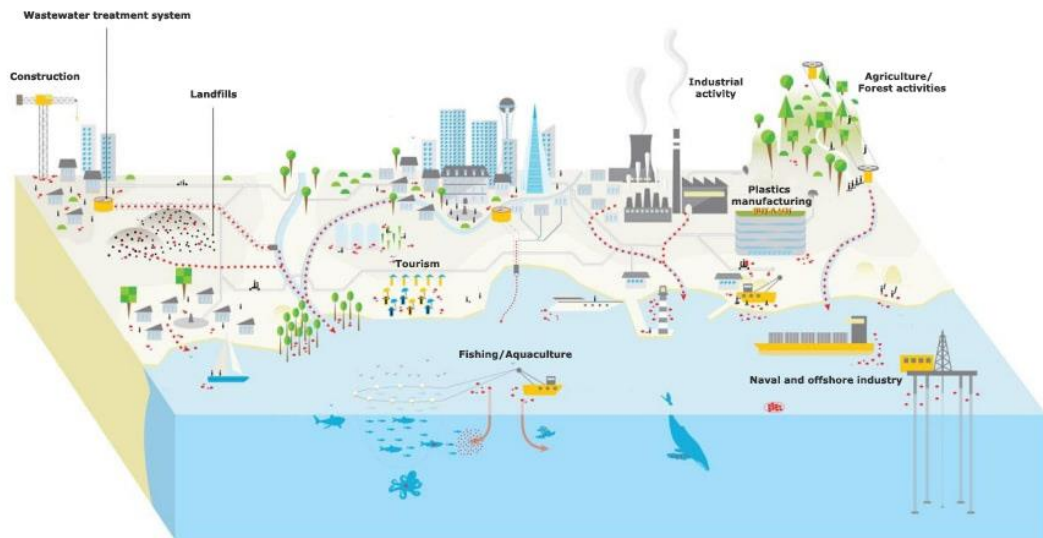 Wastewater treatment system
Construction
Landfills
Industrial
activity
Agriculture/
Forest activities
Plastics
manufacturing
Tourism
Fishing/Aquaculture
Naval and offshore industry